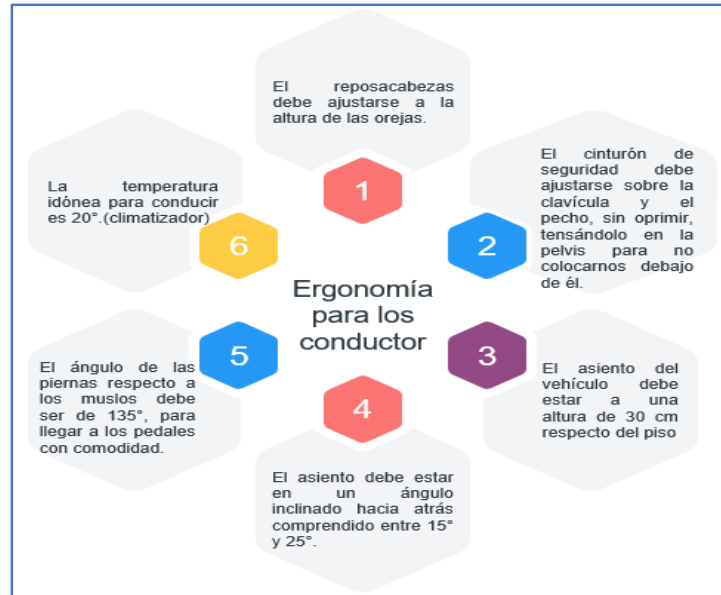 El reposacabezas
debe ajustarse a la
altura de las orejas.
1
El cinturón de
seguridad debe
ajustarse sobre la
clavícula y el
pecho, sin oprimir,
tensándolo en la
pelvis para no
colocarnos debajo
de él.
2
El asiento del
vehículo debe
estar a una
altura de 30 cm
respecto del piso
3
El asiento debe estar
en un ángulo
inclinado hacia atrás
comprendido entre 15°
y 25°.
4
El ángulo de las
piernas respecto a
los muslos debe
ser de 135°, para
llegar a los pedales
con comodidad.
5
La temperatura
idónea para conducir
es 20°.(climatizador)
6
Ergonomía
para los
conductor